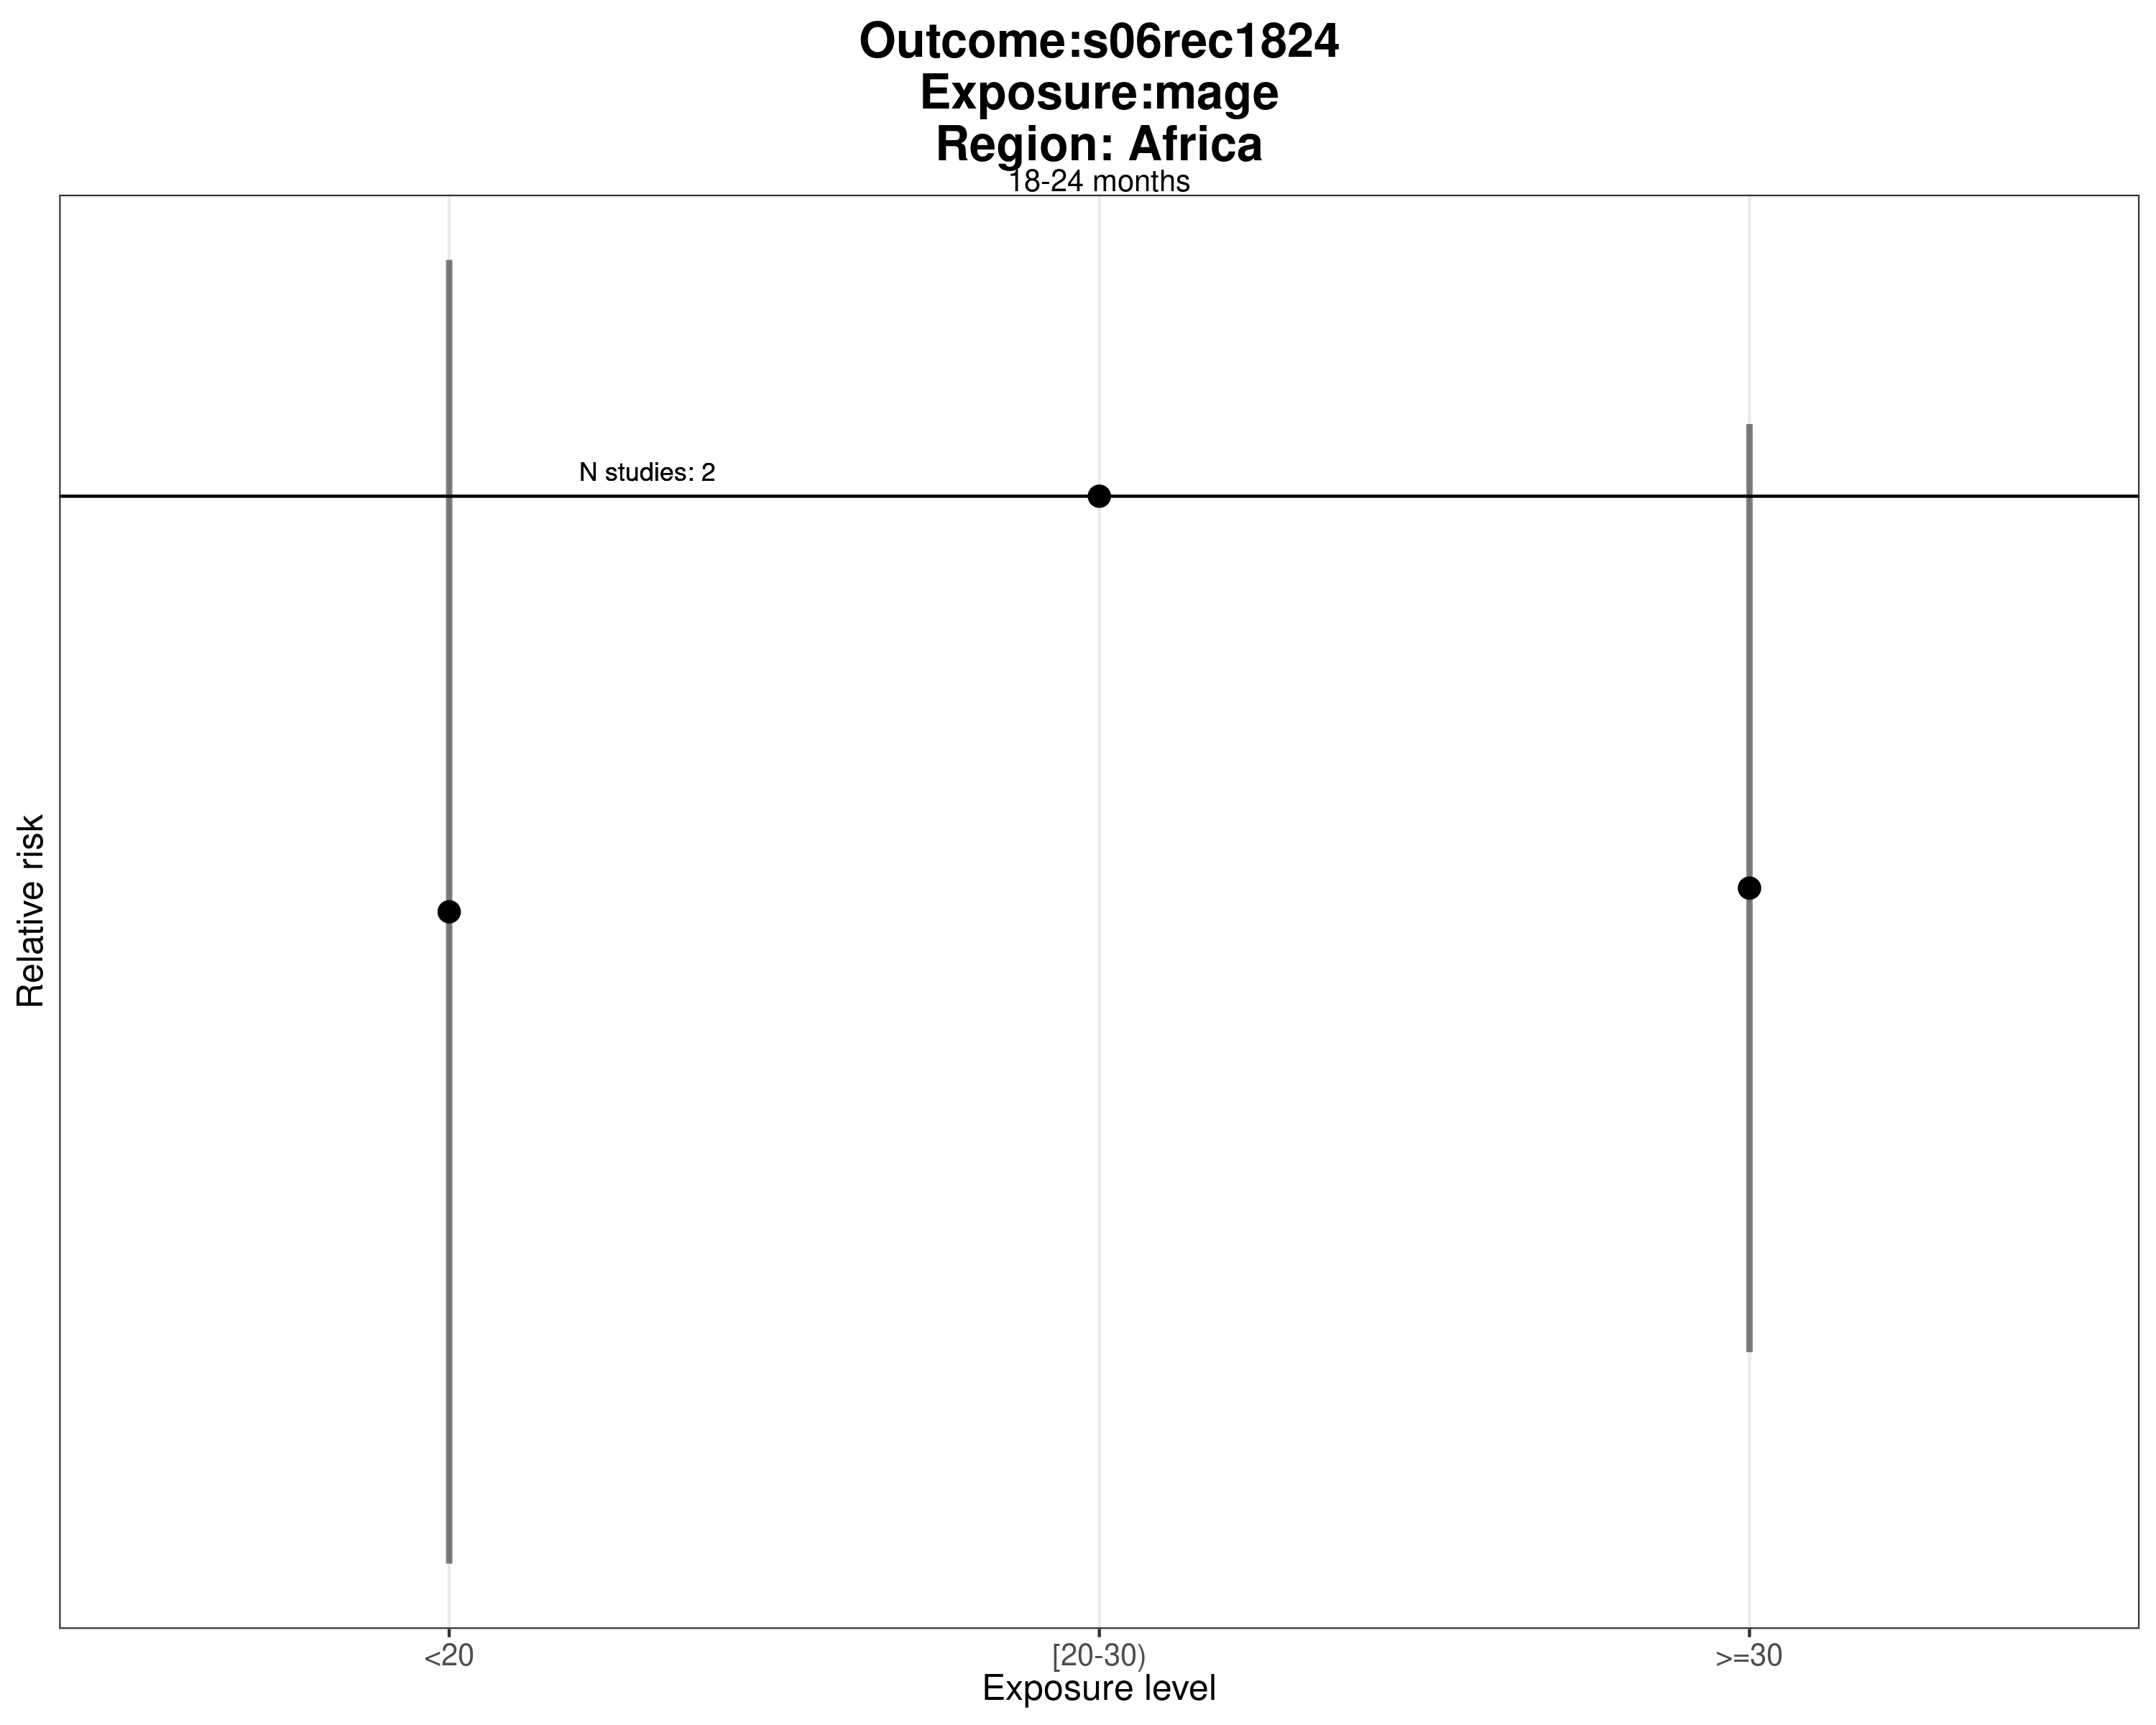 Outcome:s06rec1824
Exposure:mage
Region: Africa
18-24 months
N studies: 2
Relative risk
<20
[20-30)
>=30
Exposure level